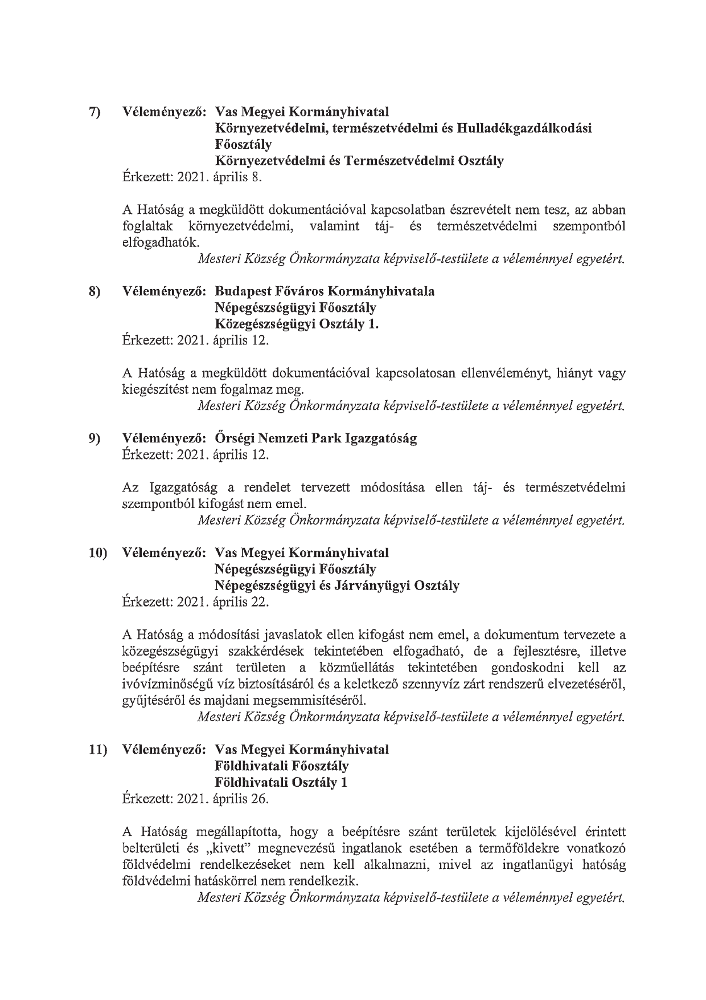 7) Véleményező: Vas Megyei Kormányhivatal
Környezetvédelmi, természetvédelmi és Hulladékgazdálkodási
Főosztály
Környezetvédelmi és Természetvédelmi Osztály
Érkezett: 2021. április 8.
A Hatóság a megküldött dokumentációval kapcsolatban észrevételt nem tesz, az abban
foglaltak környezetvédelmi, valamint táj- és természetvédelmi szempontból
elfogadhatók.
Mesteri Község Önkormányzata képviselő-testülete a véleménnyel egyetért.
8) Véleményező: Budapest Főváros Kormányhivatala
Népegészségügyi Főosztály
Közegészségügyi Osztály 1.
Érkezett: 2021. április 12.
A Hatóság a megküldött dokumentációval kapcsolatosan ellenvéleményt, hiányt vagy
kiegészítést nem fogalmaz meg.
Mesteri Község Önkormányzata képviselő-testülete a véleménnyel egyetért.
9) Véleményező: Őrségi Nemzeti Park Igazgatóság
Érkezett: 2021. április 12.
Az Igazgatóság a rendelet tervezett módosítása ellen táj- és természetvédelmi
szempontból kifogást nem emel.
Mesteri Község Önkormányzata képviselő-testülete a véleménnyel egyetért.
10) Véleményező: Vas Megyei Kormányhivatal
Népegészségügyi Főosztály
Népegészségügyi és Járványügyi Osztály
Érkezett: 2021. április 22.
A Hatóság a módosítási javaslatok ellen kifogást nem emel, a dokumentum tervezete a
közegészségügyi szakkérdések tekintetében elfogadható, de a fejlesztésre, illetve
beépítésre szánt területen a közműellátás tekintetében gondoskodni kell az
ivóvízminőségű víz biztosításáról és a keletkező szennyvíz zárt rendszerű elvezetéséről,
gyűjtéséről és majdani megsemmisítéséről.
Mesteri Község Önkormányzata képviselő-testülete a véleménnyel egyetért.
11) Véleményező: Vas Megyei Kormányhivatal
Földhivatali Főosztály
Földhivatali Osztály 1
Érkezett: 2021. április 26.
A Hatóság megállapította, hogy a beépítésre szánt területek kijelölésével érintett
belterületi és „kivett” megnevezésű ingatlanok esetében a termőföldekre vonatkozó
földvédelmi rendelkezéseket nem kell alkalmazni, mivel az ingatlanügyi hatóság
földvédelmi hatáskörrel nem rendelkezik.
Mesteri Község Önkormányzata képviselő-testülete a véleménnyel egyetért.